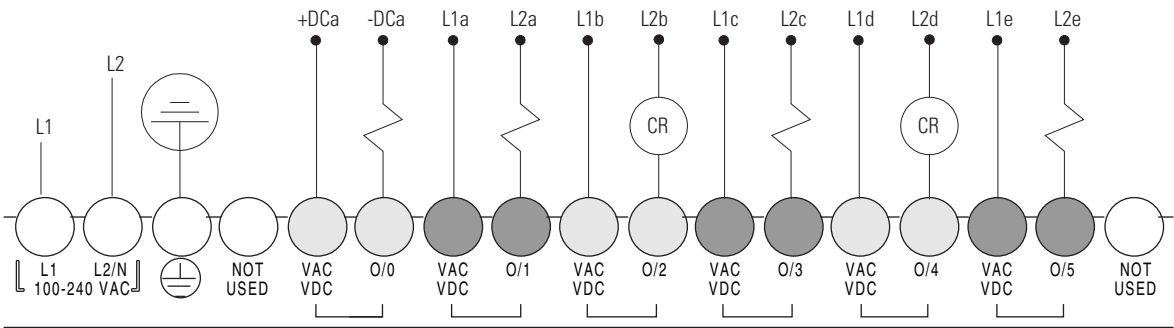 +DCa -DCa L1a L2a L1b L2b L1c L2c L1d L2d L1e L2e
L2
L1
CR CR
L1 L2/N NOT VAC O/0 VAC O/1 VAC O/2 VAC O/3 VAC O/4 VAC O/5 NOT
100-240 VAC USED VDC VDC VDC VDC VDC VDC USED